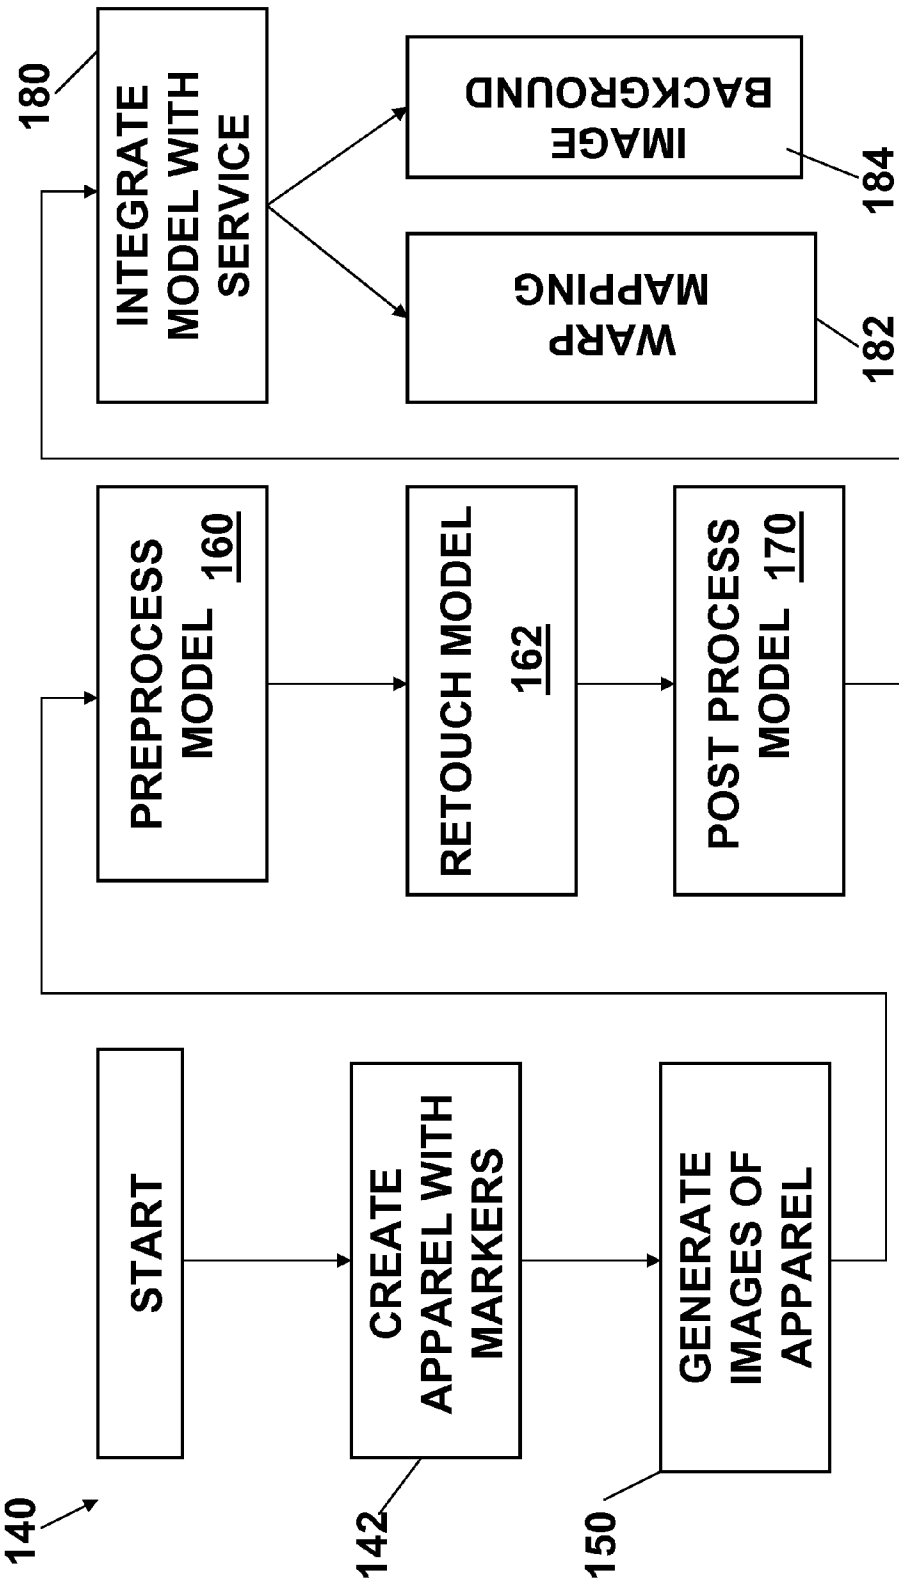 140
START
CREATE
APPAREL WITH
MARKERS
142
GENERATE
IMAGES OF
APPAREL
150
PREPROCESS
MODEL 160
RETOUCH MODEL
162
POST PROCESS
MODEL 170
180
INTEGRATE
MODEL WITH
SERVICE
WARP
MAPPING
182
IMAGE
BACKGROUND
184